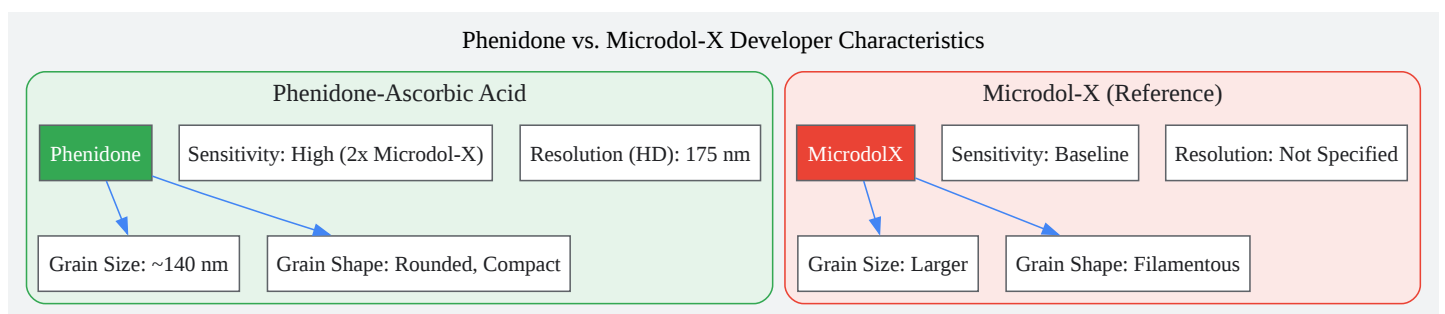 Phenidone vs. Microdol-X Developer Characteristics
Phenidone-Ascorbic Acid
Phenidone
Sensitivity: High (2x Microdol-X)
Resolution (HD): 175 nm
Grain Size: ~140 nm
Grain Shape: Rounded, Compact
Microdol-X (Reference)
MicrodolX
Sensitivity: Baseline
Resolution: Not Specified
Grain Size: Larger
Grain Shape: Filamentous